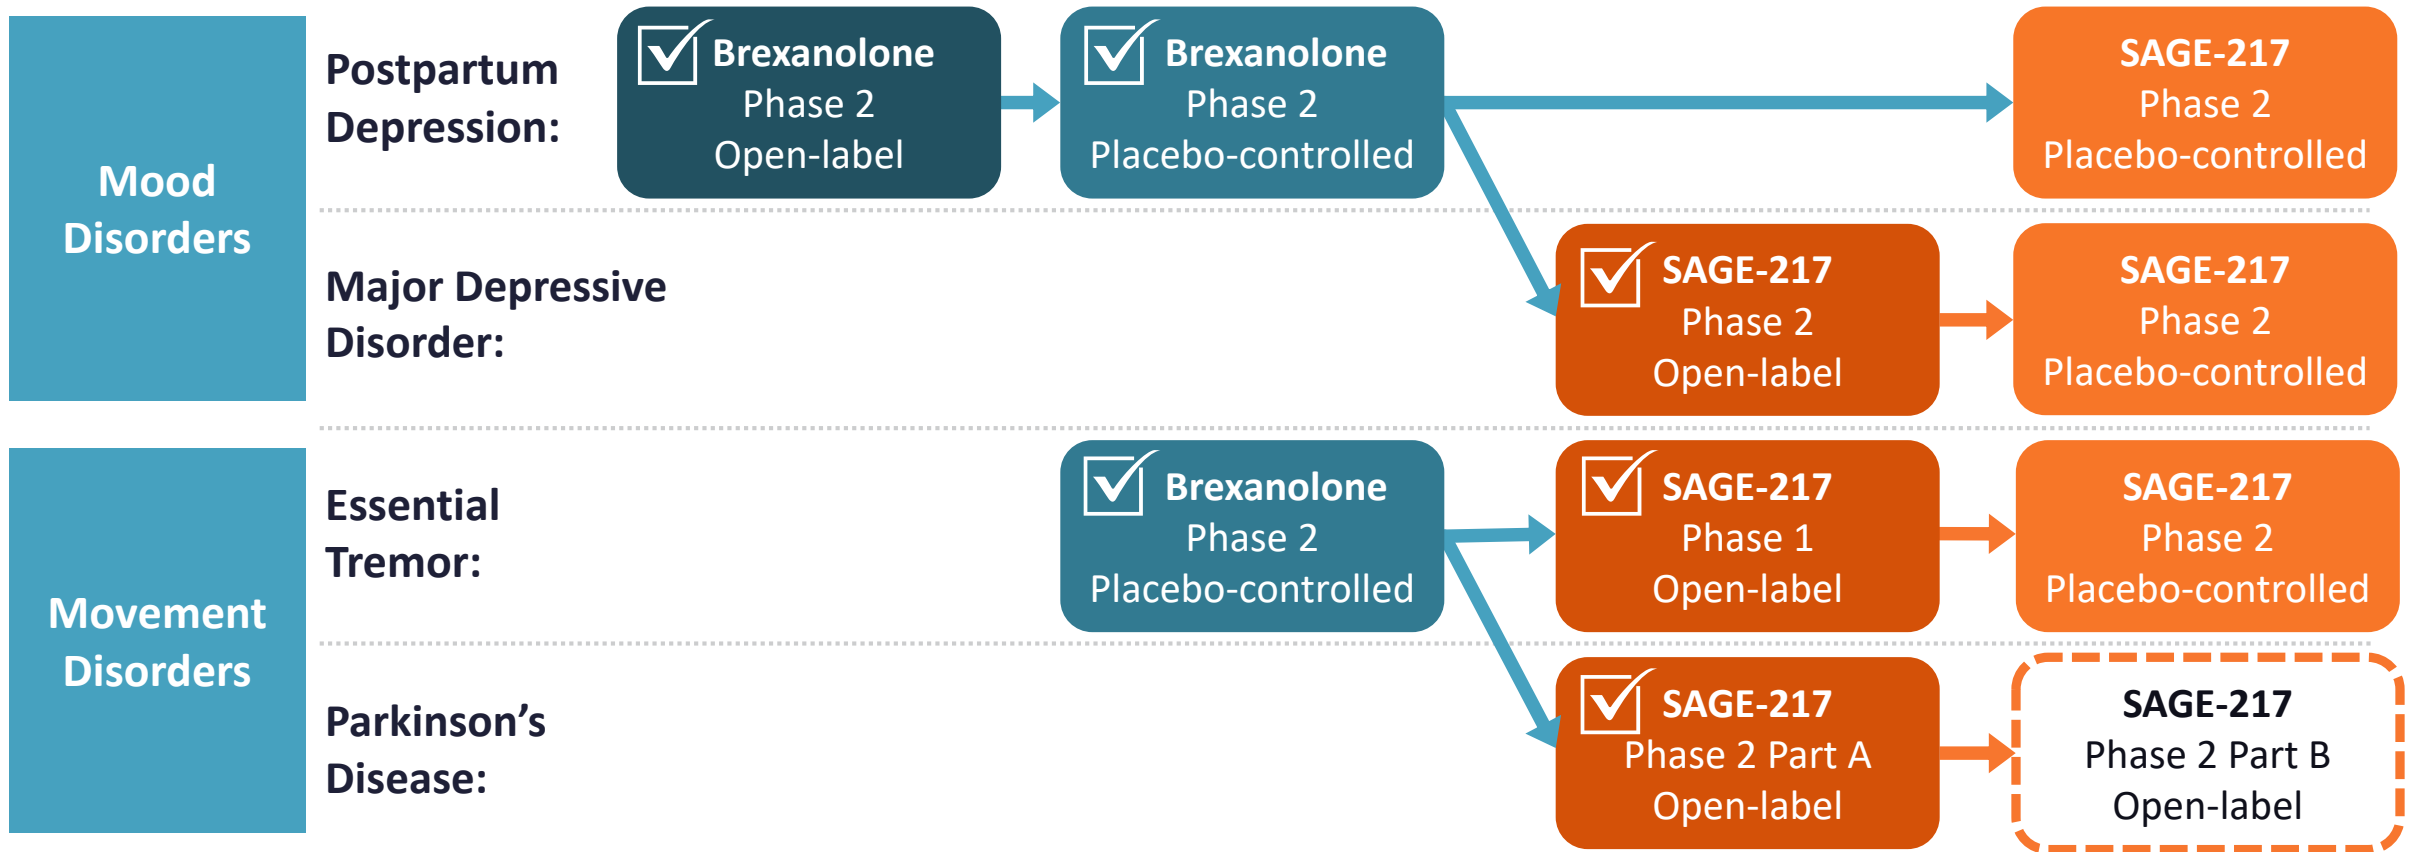 Mood
Disorders
Postpartum
Depression:
Brexanolone
Phase 2
Open-label
Brexanolone
Phase 2
Placebo-controlled
SAGE-217
Phase 2
Placebo-controlled
Major Depressive
Disorder:
SAGE-217
Phase 2
Open-label
SAGE-217
Phase 2
Placebo-controlled
Movement
Disorders
Essential
Tremor:
Brexanolone
Phase 2
Placebo-controlled
SAGE-217
Phase 1
Open-label
SAGE-217
Phase 2
Placebo-controlled
Parkinson’s
Disease:
SAGE-217
Phase 2 Part A
Open-label
SAGE-217
Phase 2 Part B
Open-label